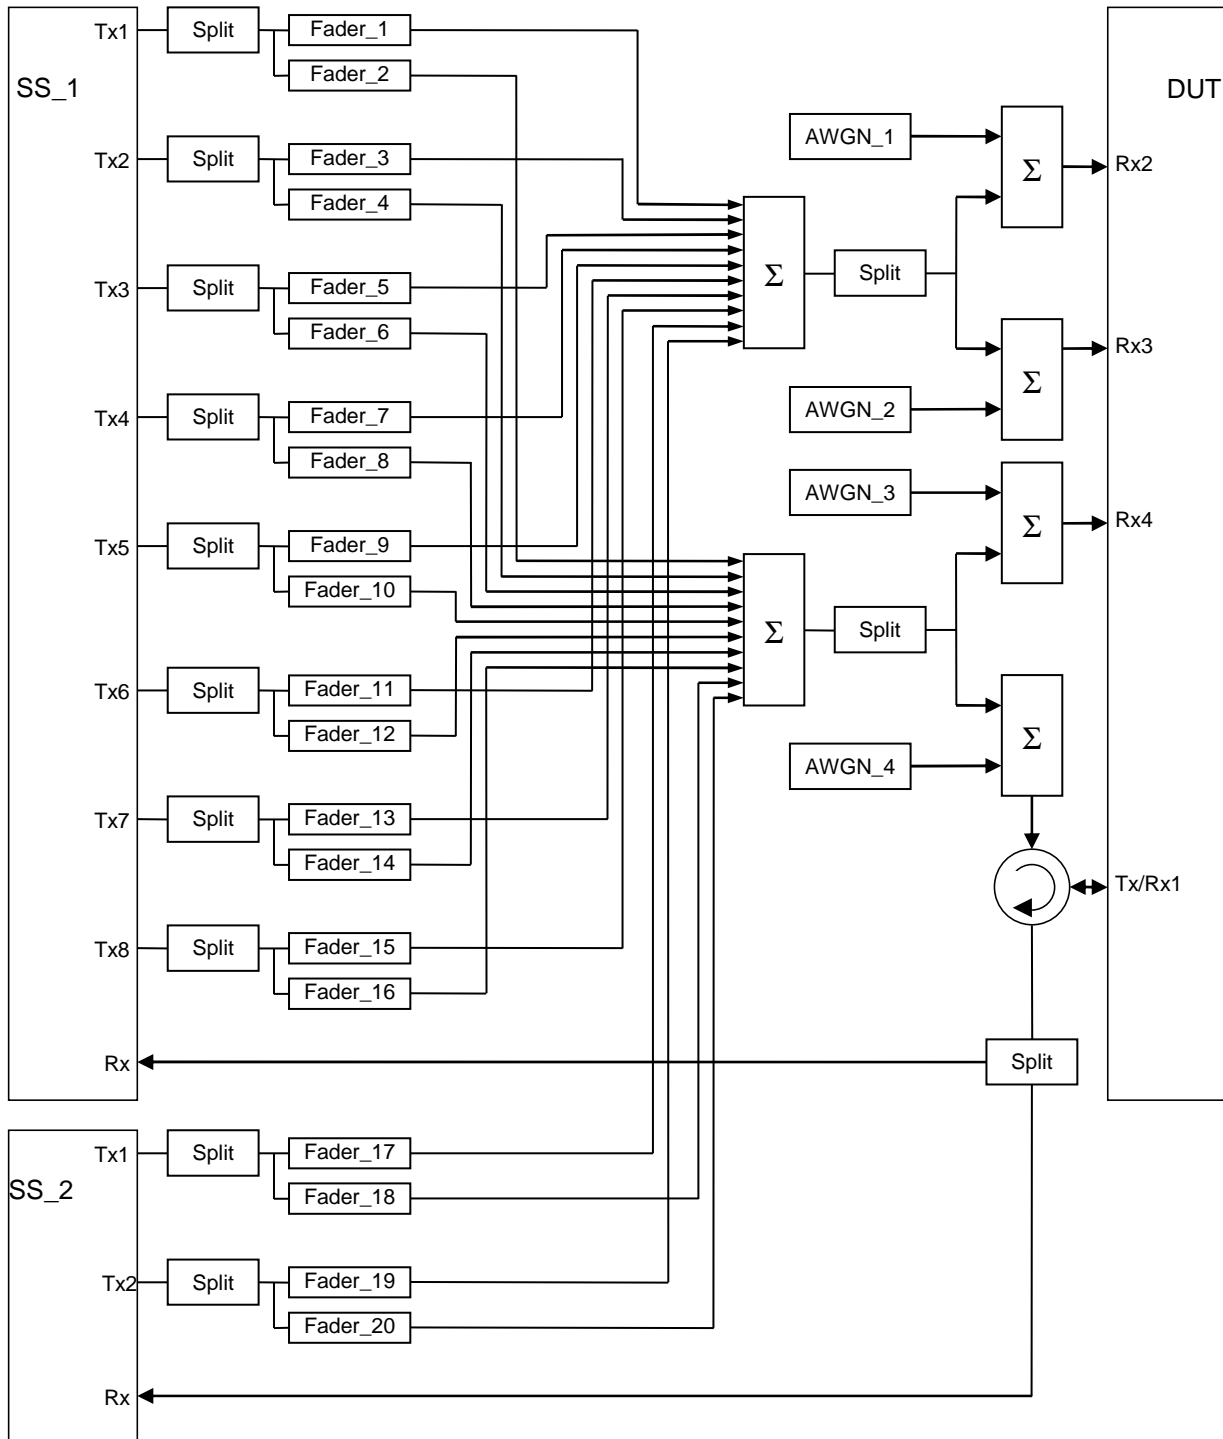 SS_1
Tx1
Split
Fader_1
Fader_2
Tx2
Split
Fader_3
Fader_4
Tx3
Split
Fader_5
Fader_6
Tx4
Split
Fader_7
Fader_8
Tx5
Split
Fader_9
Fader_10
Tx6
Split
Fader_11
Fader_12
Tx7
Split
Fader_13
Fader_14
Tx8
Split
Fader_15
Fader_16
Rx
SS_2
Tx1
Split
Fader_17
Fader_18
Tx2
Split
Fader_19
Fader_20
Rx
Σ
Split
Σ
Split
AWGN_1
Σ
AWGN_2
Σ
AWGN_3
Σ
AWGN_4
Σ
Split
DUT
Rx2
Rx3
Rx4
Tx/Rx1